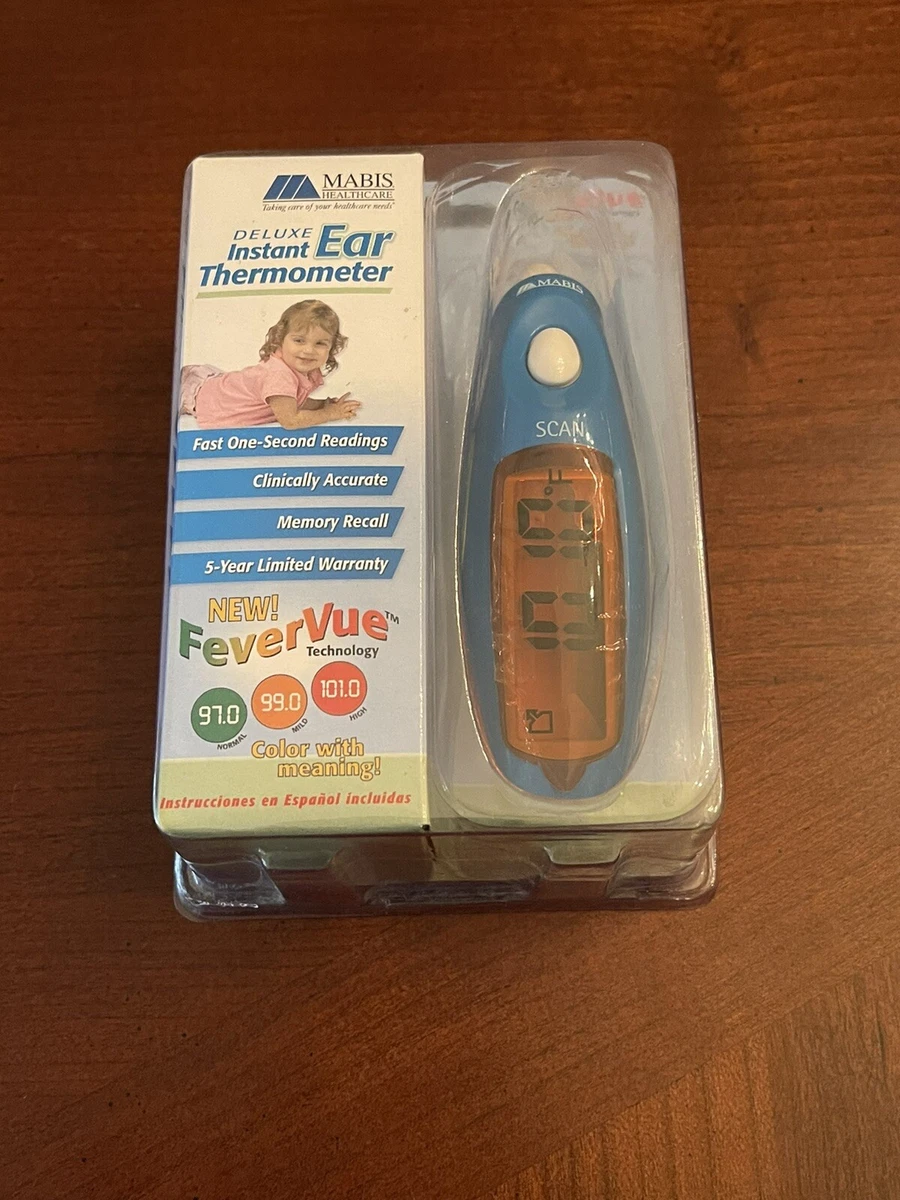 MABIS
HEALTHCARE
Taking care of your healthcare needs
DELUXE
Instant Ear
Thermometer
Fast One-Second Readings
Clinically Accurate
Memory Recall
5-Year Limited Warranty
NEW!
FeverVue™
Technology
97.0
NORMAL
99.0
MILD
101.0
HIGH
Color with
meaning!
Instrucciones en Español incluidas
MABIS
SCAN
°F